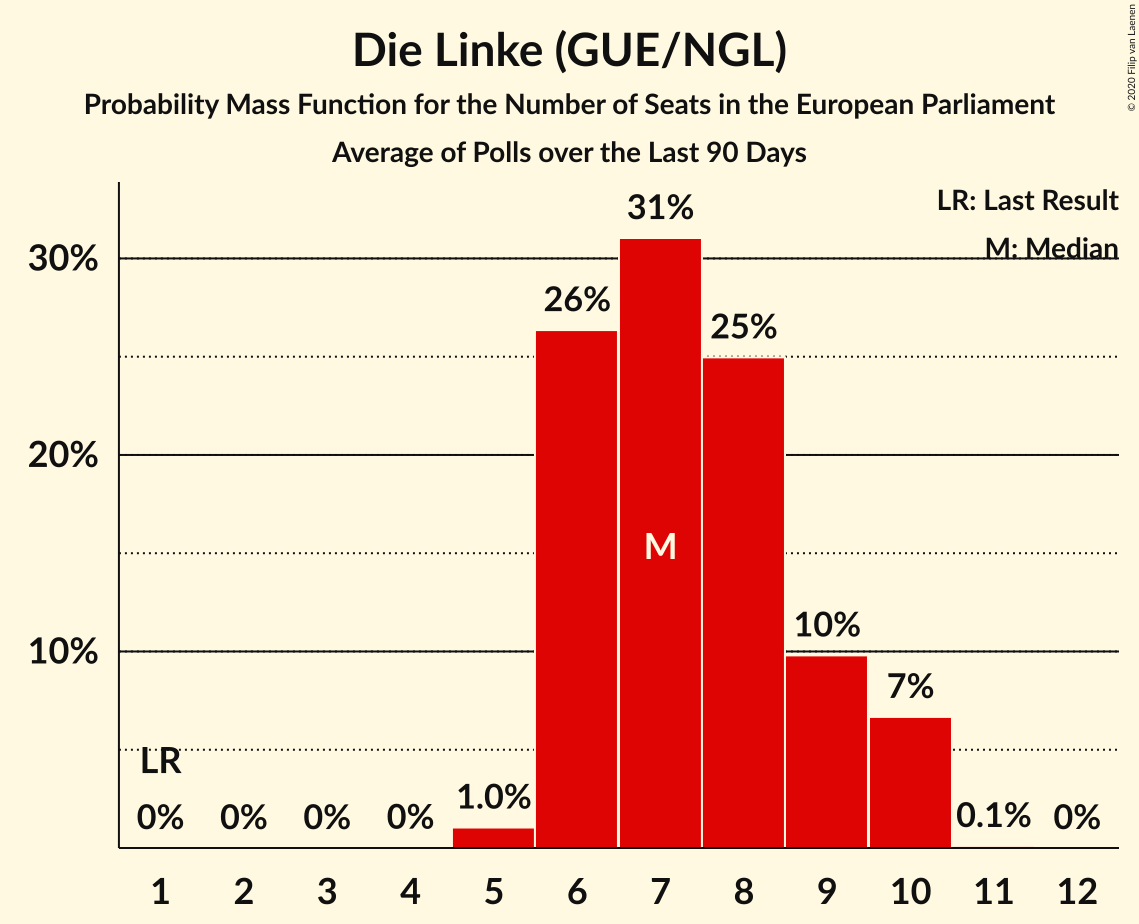 Die Linke (GUE/NGL)
Probability Mass Function for the Number of Seats in the European Parliament
Average of Polls over the Last 90 Days
© 2020 Filip van Laenen
LR: Last Result
M: Median
30%
20%
10%
31%
26%
25%
M
10%
7%
LR
0%
0%
0%
0%
1.0%
0.1%
0%
1 2 3 4 5 6 7 8 9 10 11 12